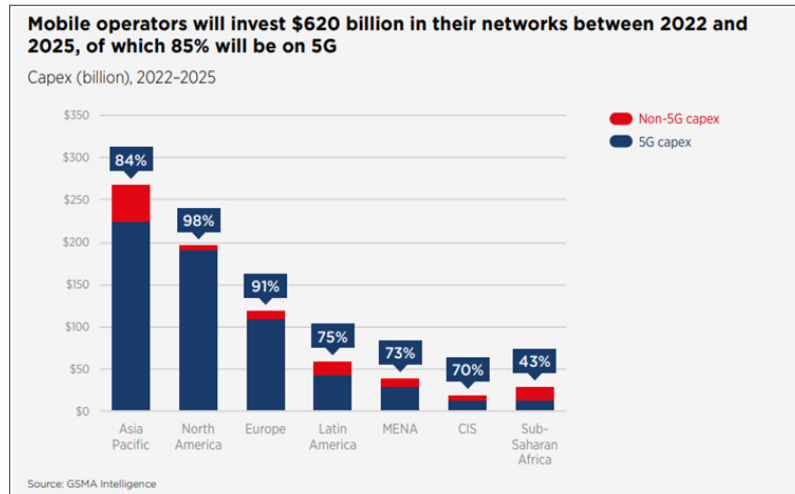 Mobile operators will invest $620 billion in their networks between 2022 and
2025, of which 85% will be on 5G
Capex (billion), 2022–2025
$350
$300
$250
$200
$150
$100
$50
$0
84%
98%
91%
75%
73%
70%
43%
Asia
Pacific
North
America
Europe
Latin
America
MENA
CIS
Sub-
Saharan
Africa
Non-5G capex
5G capex
Source: GSMA Intelligence